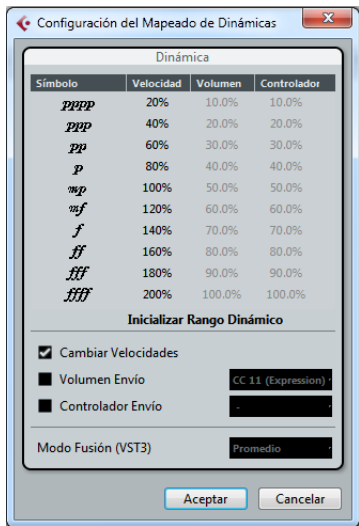 Configuración del Mapeado de Dinámicas
Dinámica
Símbolo Velocidad Volumen Controlador
pppp 20% 10.0% 10.0%
ppp 40% 20.0% 20.0%
pp 60% 30.0% 30.0%
p 80% 40.0% 40.0%
mp 100% 50.0% 50.0%
mf 120% 60.0% 60.0%
f 140% 70.0% 70.0%
ff 160% 80.0% 80.0%
fff 180% 90.0% 90.0%
ffff 200% 100.0% 100.0%
Inicializar Rango Dinámico
Cambiar Velocidades
Volumen Envío CC 11 (Expression)
Controlador Envío -
Modo Fusión (VST3) Promedio
Aceptar Cancelar